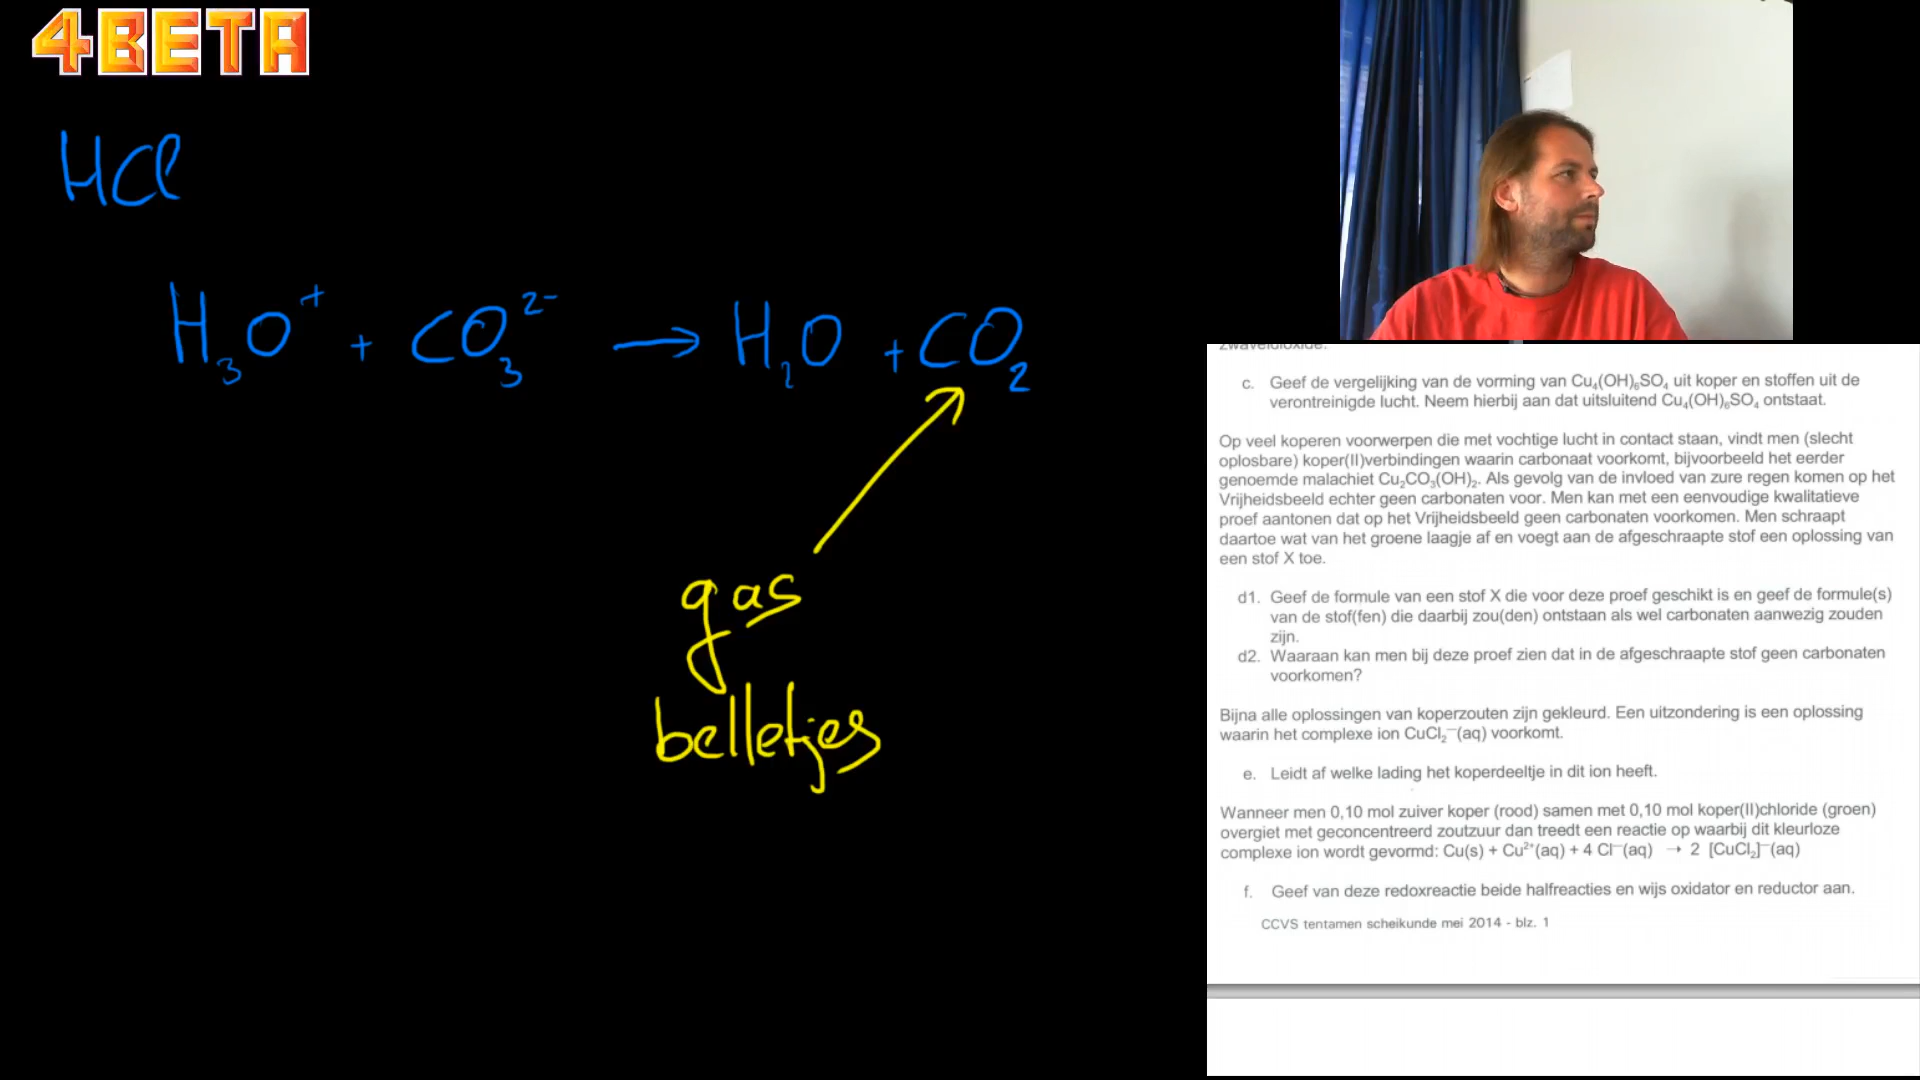 4BETA
HCl
H₃O⁺ + CO₃²⁻ → H₂O + CO₂
gas
belletjes
zwaveldioxide.
c. Geef de vergelijking van de vorming van Cu₄(OH)₆SO₄ uit koper en stoffen uit de
verontreinigde lucht. Neem hierbij aan dat uitsluitend Cu₄(OH)₆SO₄ ontstaat.
Op veel koperen voorwerpen die met vochtige lucht in contact staan, vindt men (slecht
oplosbare) koper(II)verbindingen waarin carbonaat voorkomt, bijvoorbeeld het eerder
genoemde malachiet Cu₂CO₃(OH)₂. Als gevolg van de invloed van zure regen komen op het
Vrijheidsbeeld echter geen carbonaten voor. Men kan met een eenvoudige kwalitatieve
proef aantonen dat op het Vrijheidsbeeld geen carbonaten voorkomen. Men schraapt
daartoe wat van het groene laagje af en voegt aan de afgeschraapte stof een oplossing van
een stof X toe.
d1. Geef de formule van een stof X die voor deze proef geschikt is en geef de formule(s)
van de stof(fen) die daarbij zou(den) ontstaan als wel carbonaten aanwezig zouden
zijn.
d2. Waaraan kan men bij deze proef zien dat in de afgeschraapte stof geen carbonaten
voorkomen?
Bijna alle oplossingen van koperzouten zijn gekleurd. Een uitzondering is een oplossing
waarin het complexe ion CuCl₂⁻(aq) voorkomt.
e. Leidt af welke lading het koperdeeltje in dit ion heeft.
Wanneer men 0,10 mol zuiver koper (rood) samen met 0,10 mol koper(II)chloride (groen)
overgiet met geconcentreerd zoutzuur dan treedt een reactie op waarbij dit kleurloze
complexe ion wordt gevormd: Cu(s) + Cu²⁺(aq) + 4 Cl⁻(aq) → 2 [CuCl₂]⁻(aq)
f. Geef van deze redoxreactie beide halfreacties en wijs oxidator en reductor aan.
CCVS tentamen scheikunde mei 2014 - blz. 1